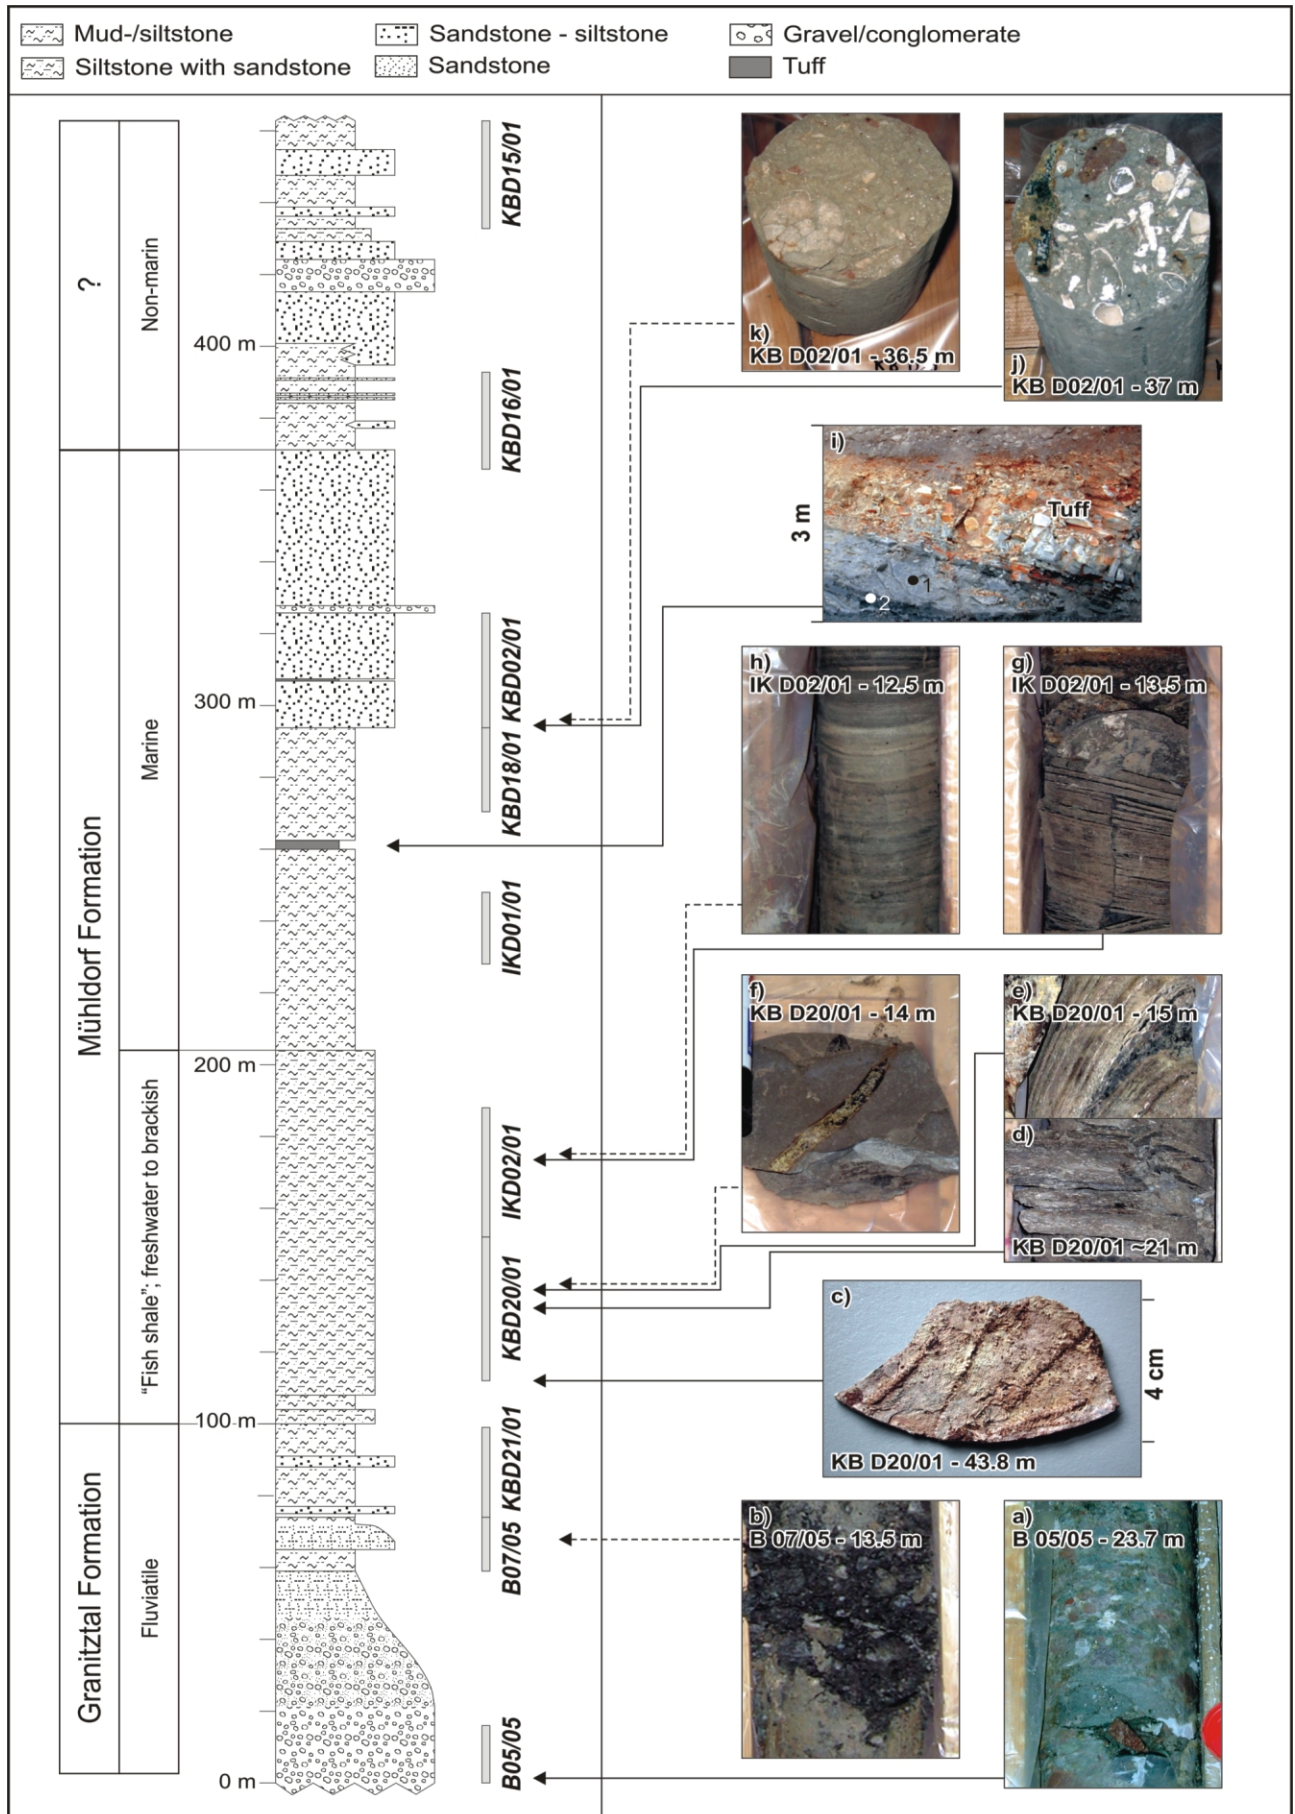 Mud-/siltstone
Sandstone - siltstone
Gravel/conglomerate
Siltstone with sandstone
Sandstone
Tuff
?
Non-marin
Mühldorf Formation
Marine
"Fish shale"; freshwater to brackish
Granitztal Formation
Fluviatile
400 m
300 m
200 m
100 m
0 m
KBD15/01
KBD16/01
KBD02/01
KBD18/01
IKD01/01
IKD02/01
KBD20/01
KBD21/01
B07/05
B05/05
k)
KB D02/01 - 36.5 m
j)
KB D02/01 - 37 m
i)
Tuff
1
2
3 m
h)
IK D02/01 - 12.5 m
g)
IK D02/01 - 13.5 m
f)
KB D20/01 - 14 m
e)
KB D20/01 - 15 m
d)
KB D20/01 ~21 m
c)
KB D20/01 - 43.8 m
4 cm
b)
B 07/05 - 13.5 m
a)
B 05/05 - 23.7 m